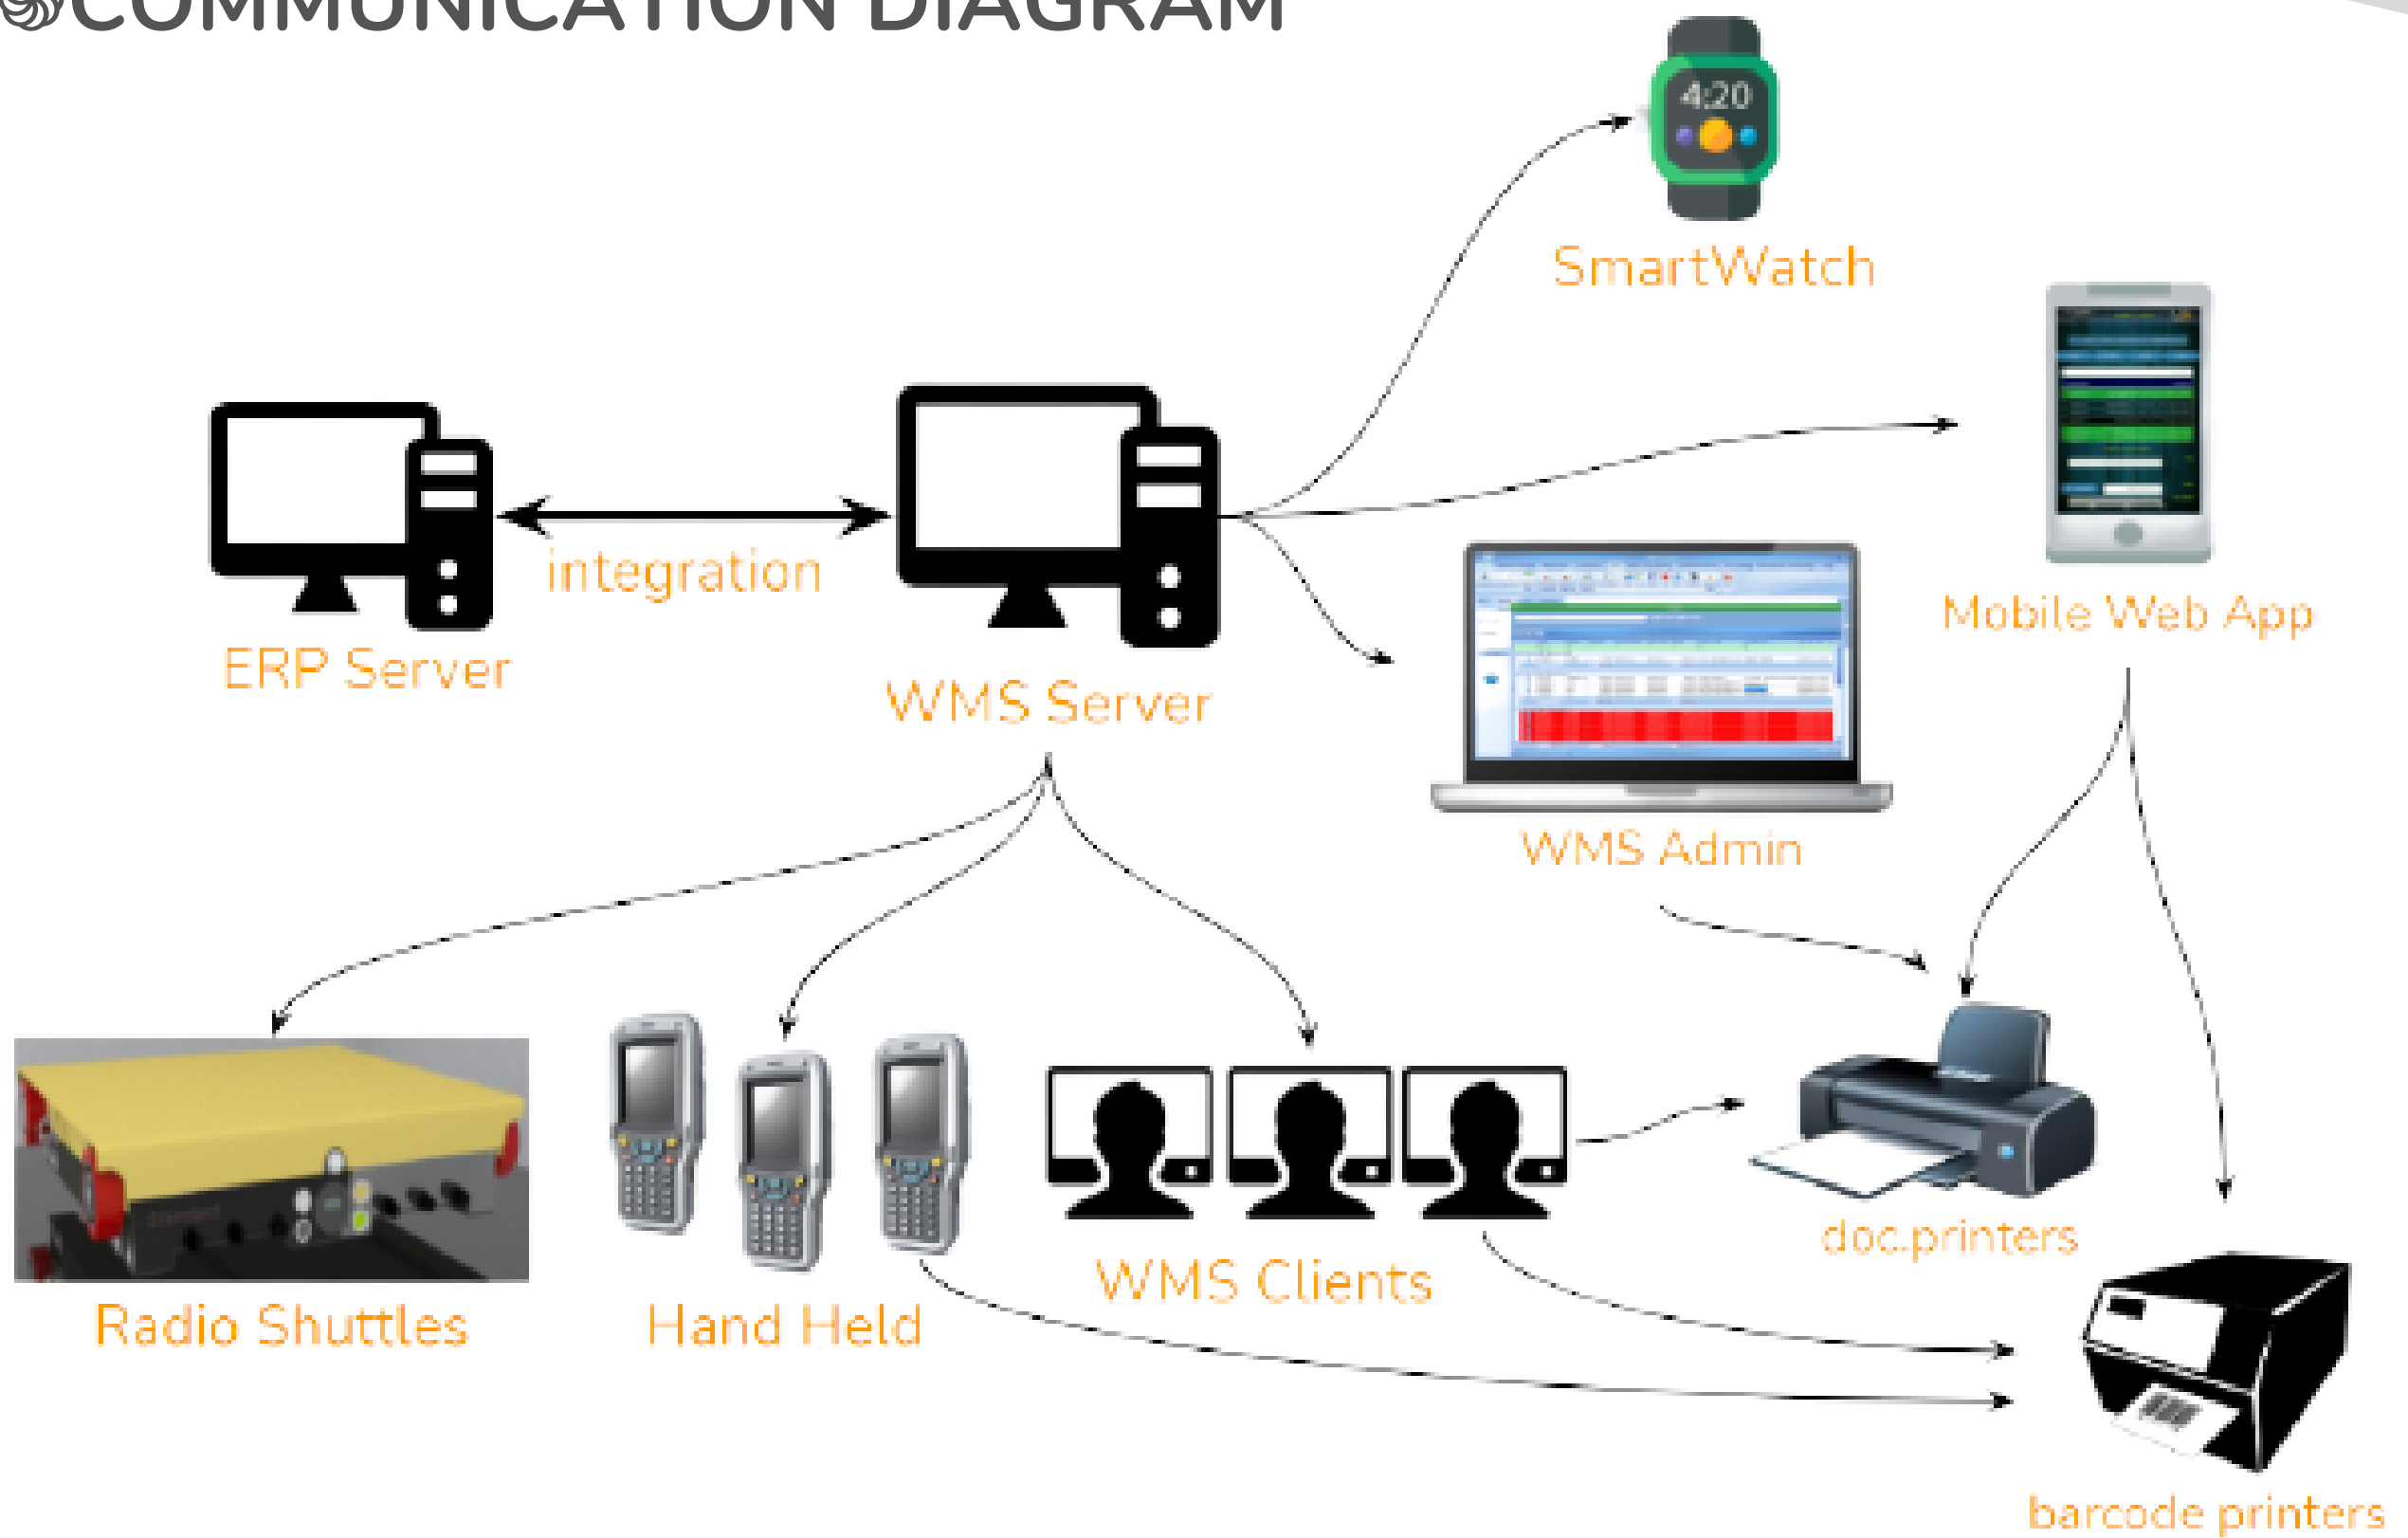 COMMUNICATION DIAGRAM
4:20
SmartWatch
integration
Mobile Web App
ERP Server
WMS Server
WMS Admin
doc.printers
WMS Clients
Radio Shuttles
Hand Held
barcode printers